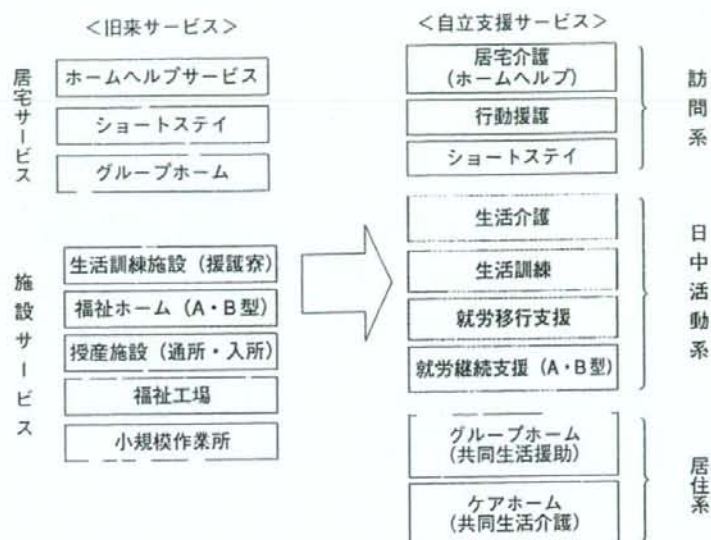 ＜旧来サービス＞
居宅サービス
ホームヘルプサービス
ショートステイ
グループホーム
施設サービス
生活訓練施設（援護寮）
福祉ホーム（A・B型）
授産施設（通所・入所）
福祉工場
小規模作業所
＜自立支援サービス＞
居宅介護
（ホームヘルプ）
行動援護
ショートステイ
訪問系
生活介護
生活訓練
就労移行支援
就労継続支援（A・B型）
日中活動系
グループホーム
（共同生活援助）
ケアホーム
（共同生活介護）
居住系